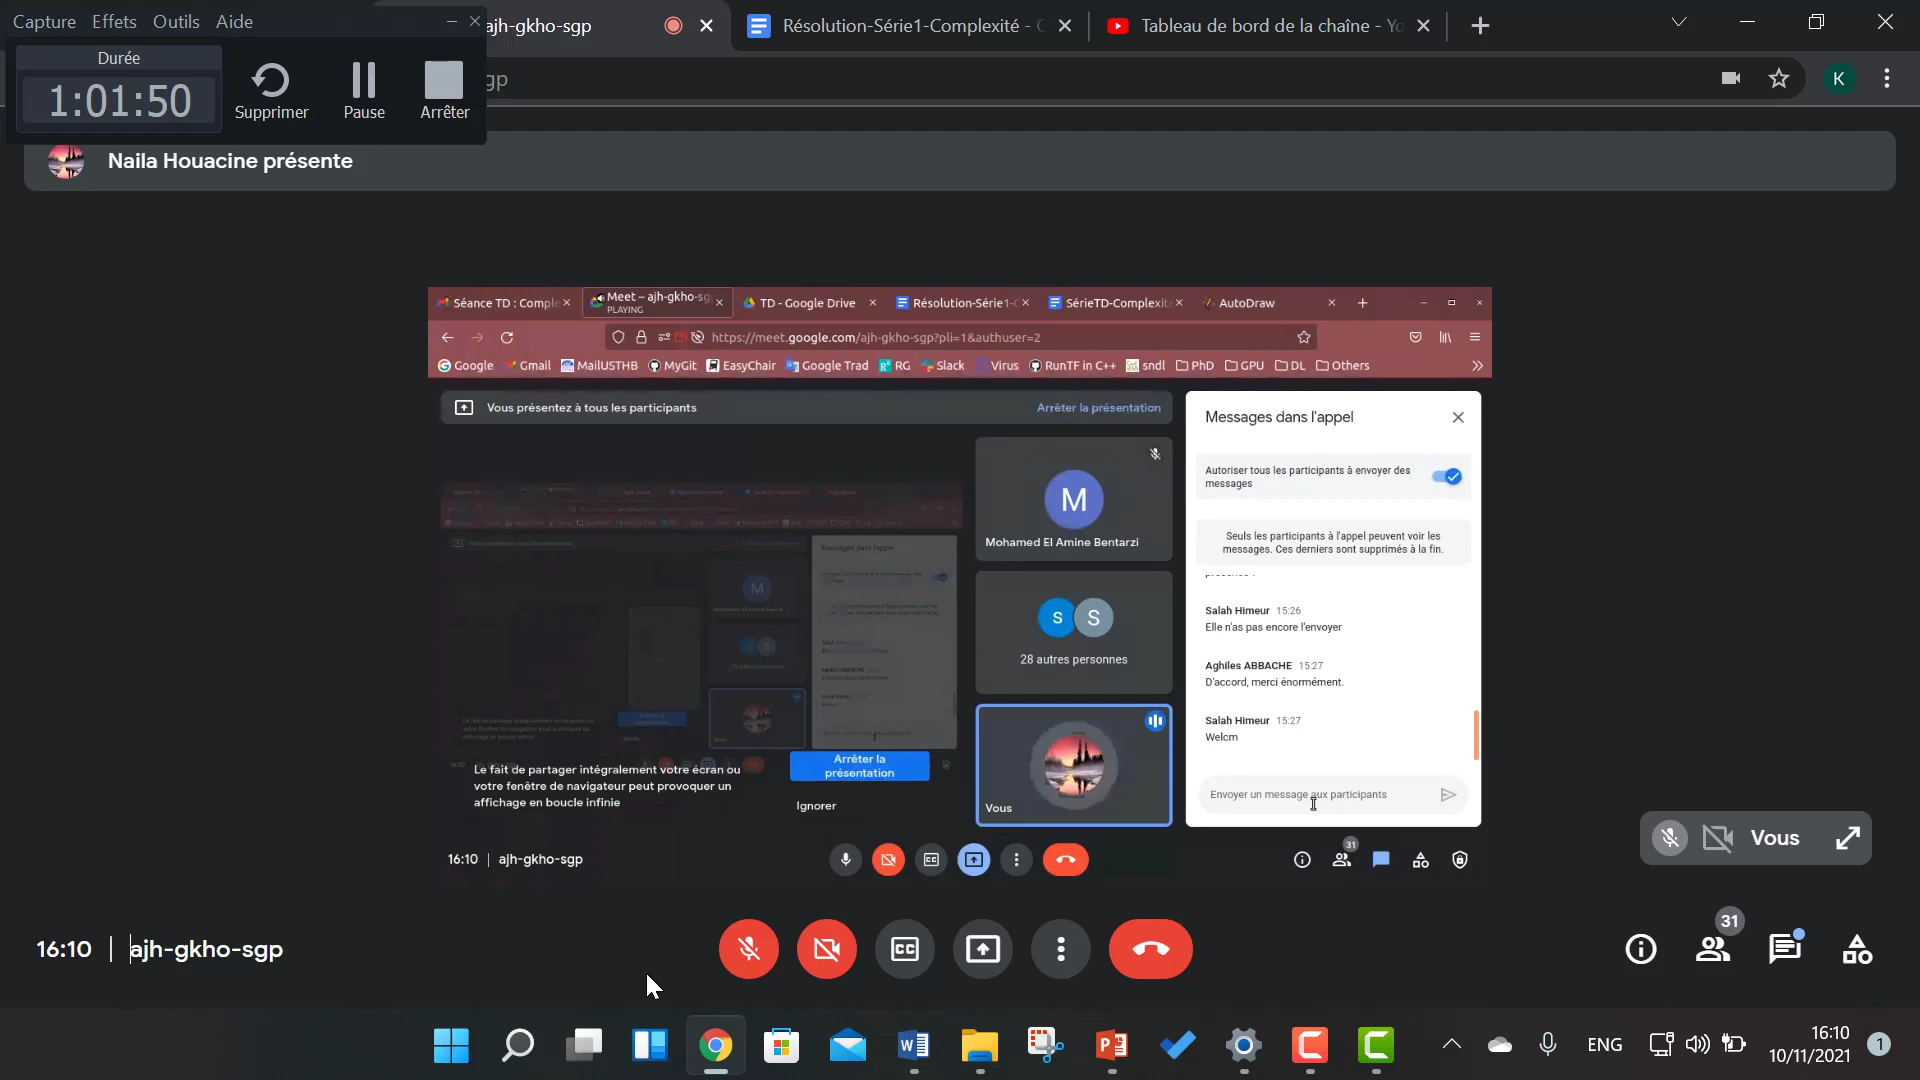 Capture Effets Outils Aide
Durée
1:01:50
Supprimer
Pause
Arrêter
ajh-gkho-sgp
Résolution-Série1-Complexité -
Tableau de bord de la chaîne - Yo
gp
K
Naila Houacine présente
Séance TD : Comple
Meet – ajh-gkho-sg
PLAYING
TD - Google Drive
Résolution-Série1-C
SérieTD-Complexit
AutoDraw
https://meet.google.com/ajh-gkho-sgp?pli=1&authuser=2
Google Gmail MailUSTHB MyGit EasyChair Google Trad RG Slack Virus RunTF in C++ sndl PhD GPU DL Others
Vous présentez à tous les participants
Arrêter la présentation
Messages dans l'appel
Autoriser tous les participants à envoyer des
messages
Seuls les participants à l'appel peuvent voir les
messages. Ces derniers sont supprimés à la fin.
Salah Himeur 15:26
Elle n'as pas encore l'envoyer
Aghiles ABBACHE 15:27
D'accord, merci énormément.
Salah Himeur 15:27
Welcm
Envoyer un message aux participants
M
Mohamed El Amine Bentarzi
s S
28 autres personnes
Vous
Le fait de partager intégralement votre écran ou
votre fenêtre de navigateur peut provoquer un
affichage en boucle infinie
Arrêter la
présentation
Ignorer
16:10 | ajh-gkho-sgp
31
Vous
16:10 | ajh-gkho-sgp
CC
31
ENG
16:10
10/11/2021
1